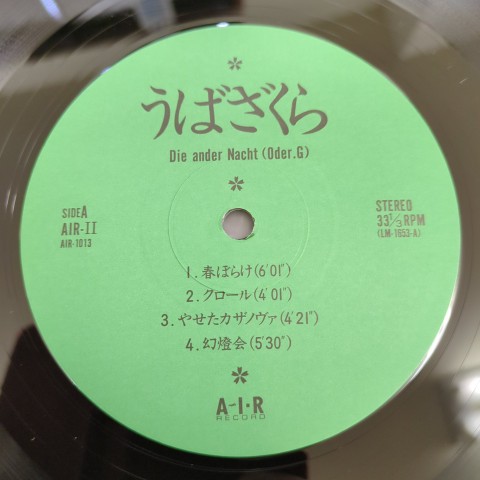 うばざくら
Die ander Nacht (Oder.G)
SIDE A
AIR-II
AIR-1013
STEREO
33⅓ RPM
(LM-1653-A)
1. 春ぼらけ (6'01")
2. クロール (4'01")
3. やせたカザノヴァ (4'21")
4. 幻燈会 (5'30")
A-I・R
RECORD